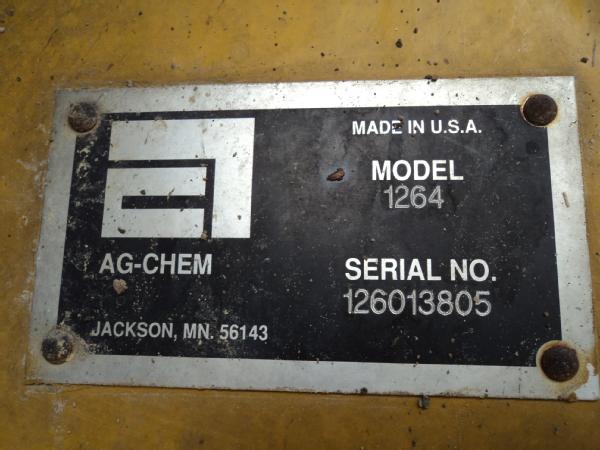 MADE IN U.S.A.
MODEL
1264
AG-CHEM
SERIAL NO.
126013805
JACKSON, MN. 56143